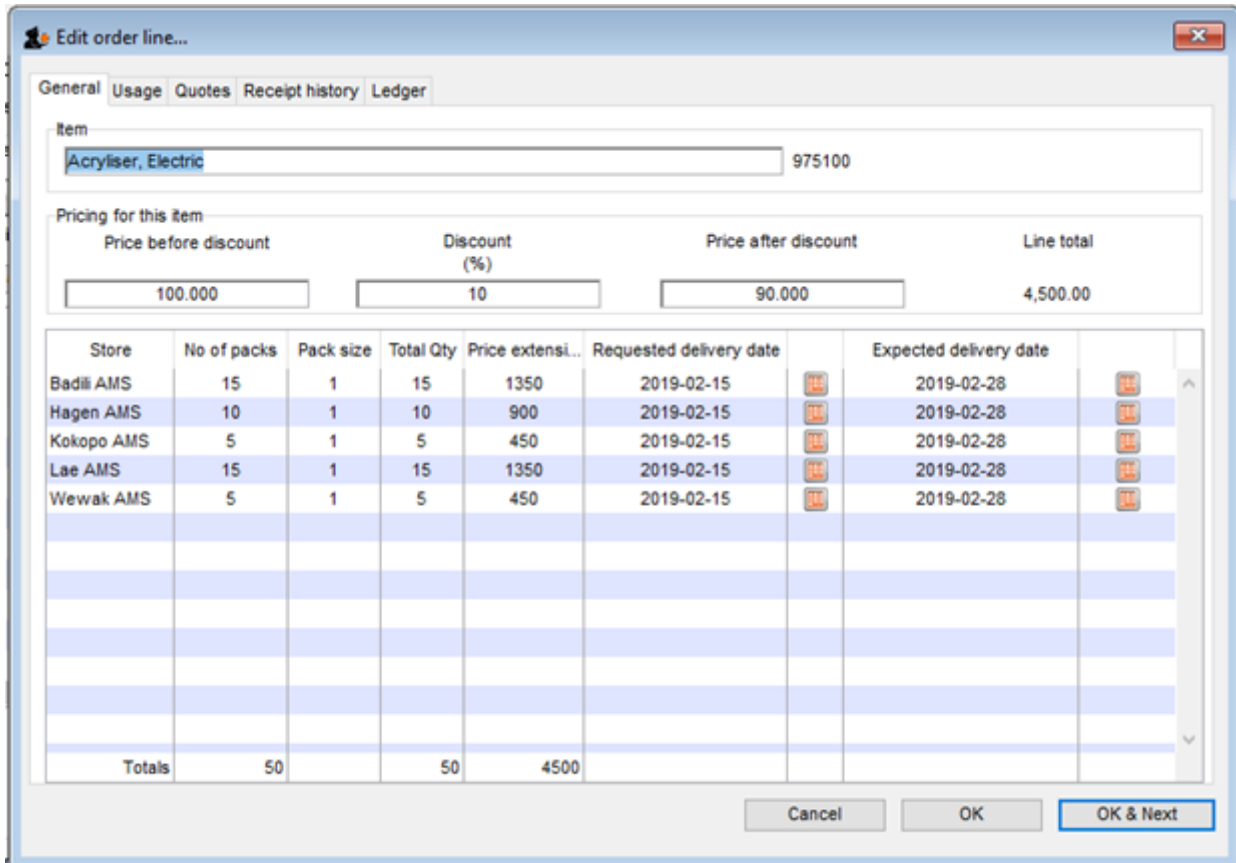 Edit order line...
General Usage Quotes Receipt history Ledger
Item
Acryliser, Electric 975100
Pricing for this item
Price before discount Discount (%) Price after discount Line total
100.000 10 90.000 4,500.00
Store No of packs Pack size Total Qty Price extensi... Requested delivery date Expected delivery date
Badili AMS 15 1 15 1350 2019-02-15 2019-02-28
Hagen AMS 10 1 10 900 2019-02-15 2019-02-28
Kokopo AMS 5 1 5 450 2019-02-15 2019-02-28
Lae AMS 15 1 15 1350 2019-02-15 2019-02-28
Wewak AMS 5 1 5 450 2019-02-15 2019-02-28
Totals 50 50 4500
Cancel OK OK & Next